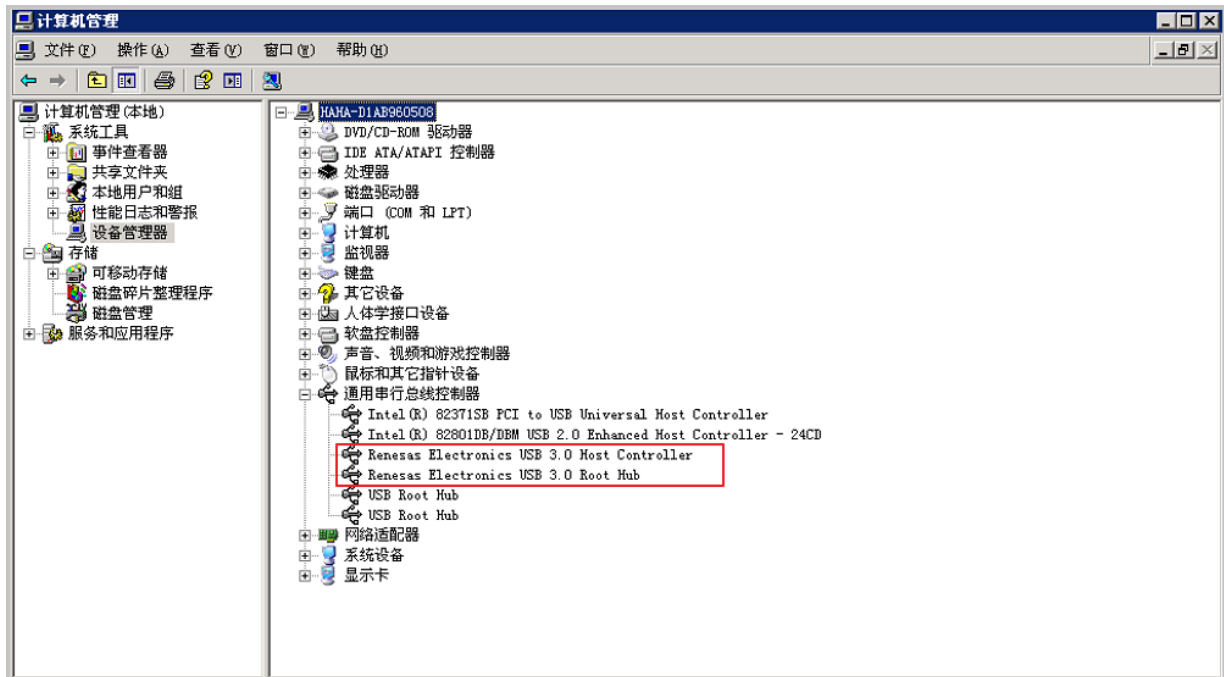 计算机管理
文件(F) 操作(A) 查看(V) 窗口(W) 帮助(H)
计算机管理(本地)
系统工具
事件查看器
共享文件夹
本地用户和组
性能日志和警报
设备管理器
存储
可移动存储
磁盘碎片整理程序
磁盘管理
服务和应用程序
HAHA-D1AB960508
DVD/CD-ROM 驱动器
IDE ATA/ATAPI 控制器
处理器
磁盘驱动器
端口 (COM 和 LPT)
计算机
监视器
键盘
其它设备
人体学接口设备
软盘控制器
声音、视频和游戏控制器
鼠标和其它指针设备
通用串行总线控制器
Intel(R) 82371SB PCI to USB Universal Host Controller
Intel(R) 82801DB/DBM USB 2.0 Enhanced Host Controller - 24CD
Renesas Electronics USB 3.0 Host Controller
Renesas Electronics USB 3.0 Root Hub
USB Root Hub
USB Root Hub
网络适配器
系统设备
显示卡